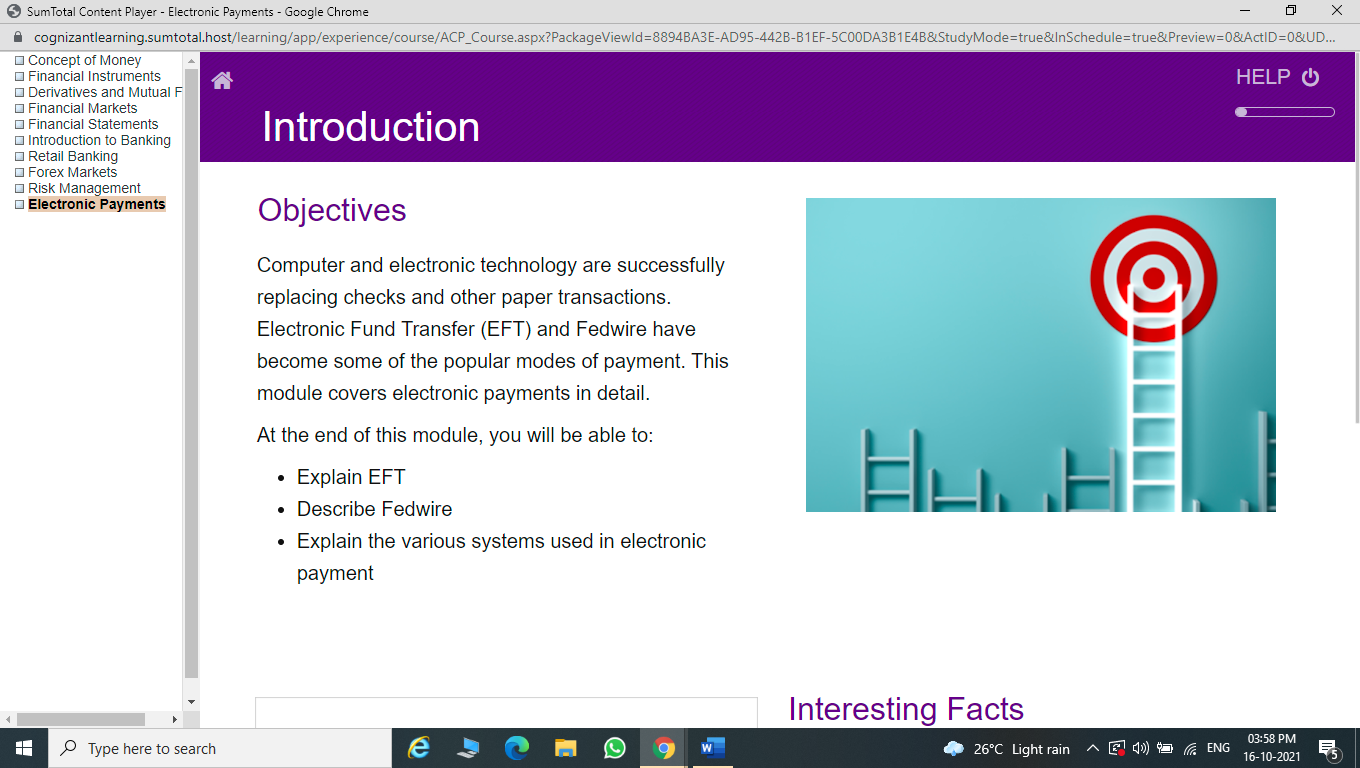 SumTotal Content Player - Electronic Payments - Google Chrome
cognizantlearning.sumtotal.host/learning/app/experience/course/ACP_Course.aspx?PackageViewId=8894BA3E-AD95-442B-B1EF-5C00DA3B1E4B&StudyMode=true&InSchedule=true&Preview=0&ActID=0&UD...
Concept of Money
Financial Instruments
Derivatives and Mutual F
Financial Markets
Financial Statements
Introduction to Banking
Retail Banking
Forex Markets
Risk Management
Electronic Payments
HELP
Introduction
Objectives
Computer and electronic technology are successfully
replacing checks and other paper transactions.
Electronic Fund Transfer (EFT) and Fedwire have
become some of the popular modes of payment. This
module covers electronic payments in detail.
At the end of this module, you will be able to:
• Explain EFT
• Describe Fedwire
• Explain the various systems used in electronic
payment
Interesting Facts
Type here to search
26°C Light rain
ENG
03:58 PM
16-10-2021
5